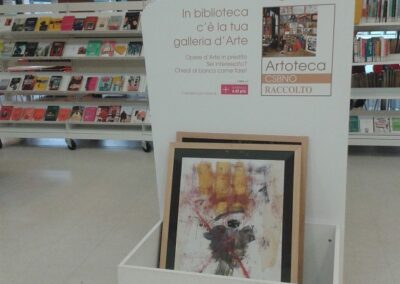 In biblioteca
c'è la tua
galleria d'Arte
Opere d'Arte in prestito
Sei interessato?
Chiedi al banco come fare!
Artoteca
CSBNO
RACCOLTO